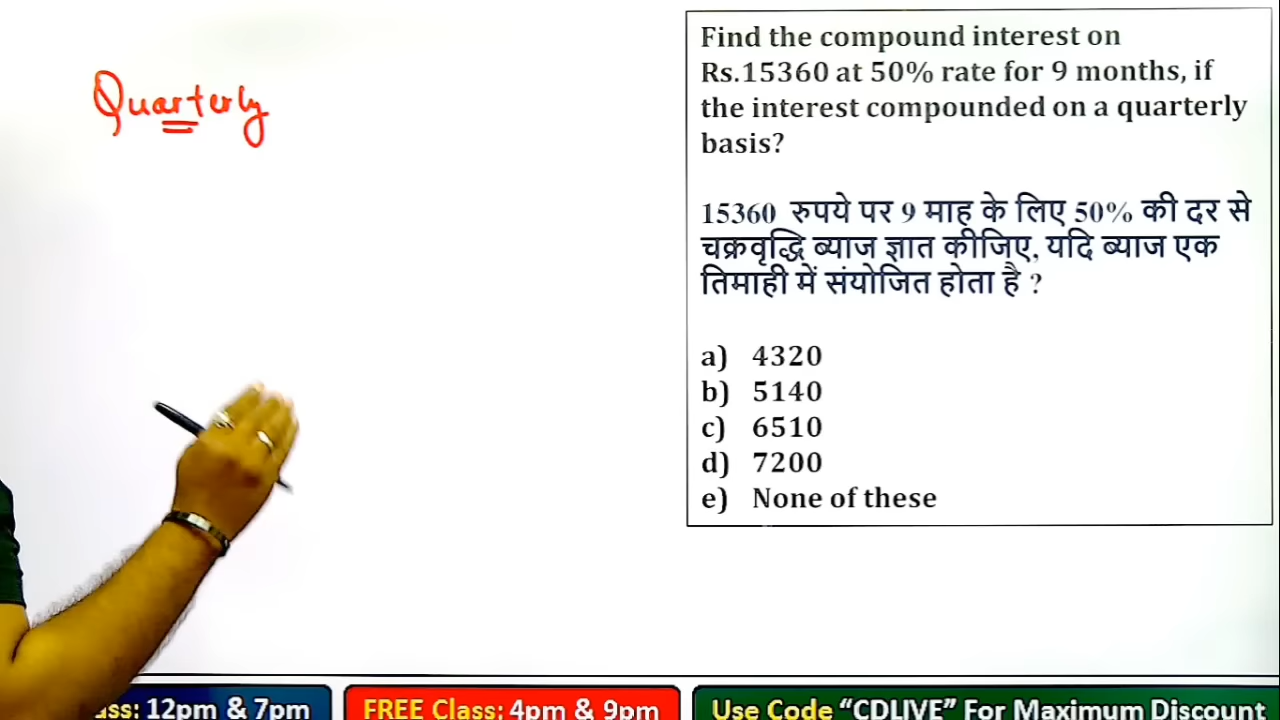 Quarterly
Find the compound interest on
Rs.15360 at 50% rate for 9 months, if
the interest compounded on a quarterly
basis?
15360 रुपये पर 9 माह के लिए 50% की दर से
चक्रवृद्धि ब्याज ज्ञात कीजिए, यदि ब्याज एक
तिमाही में संयोजित होता है ?
a) 4320
b) 5140
c) 6510
d) 7200
e) None of these
12pm & 7pm
FREE Class: 4pm & 9pm
Use Code “CDLIVE” For Maximum Discount